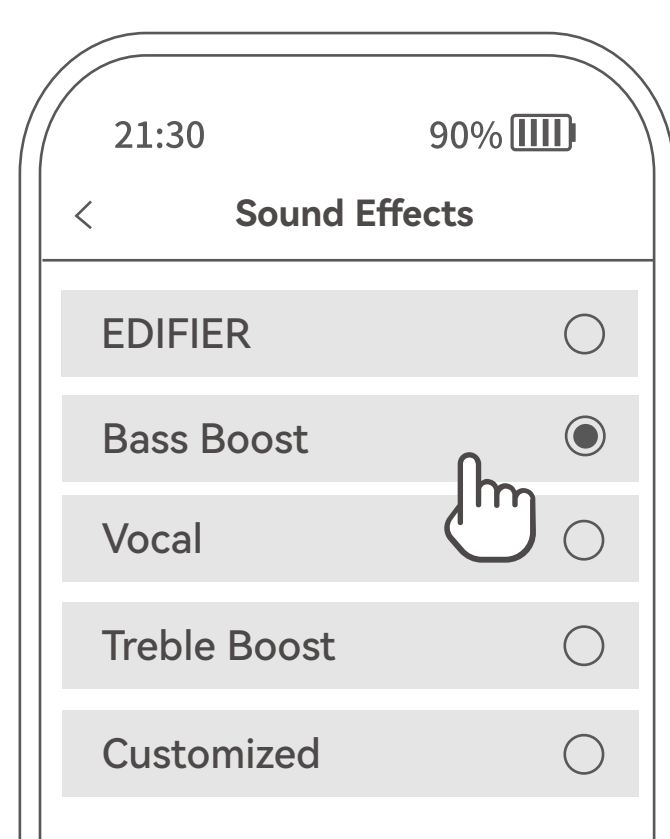 21:30 90%
Sound Effects
EDIFIER
Bass Boost
Vocal
Treble Boost
Customized